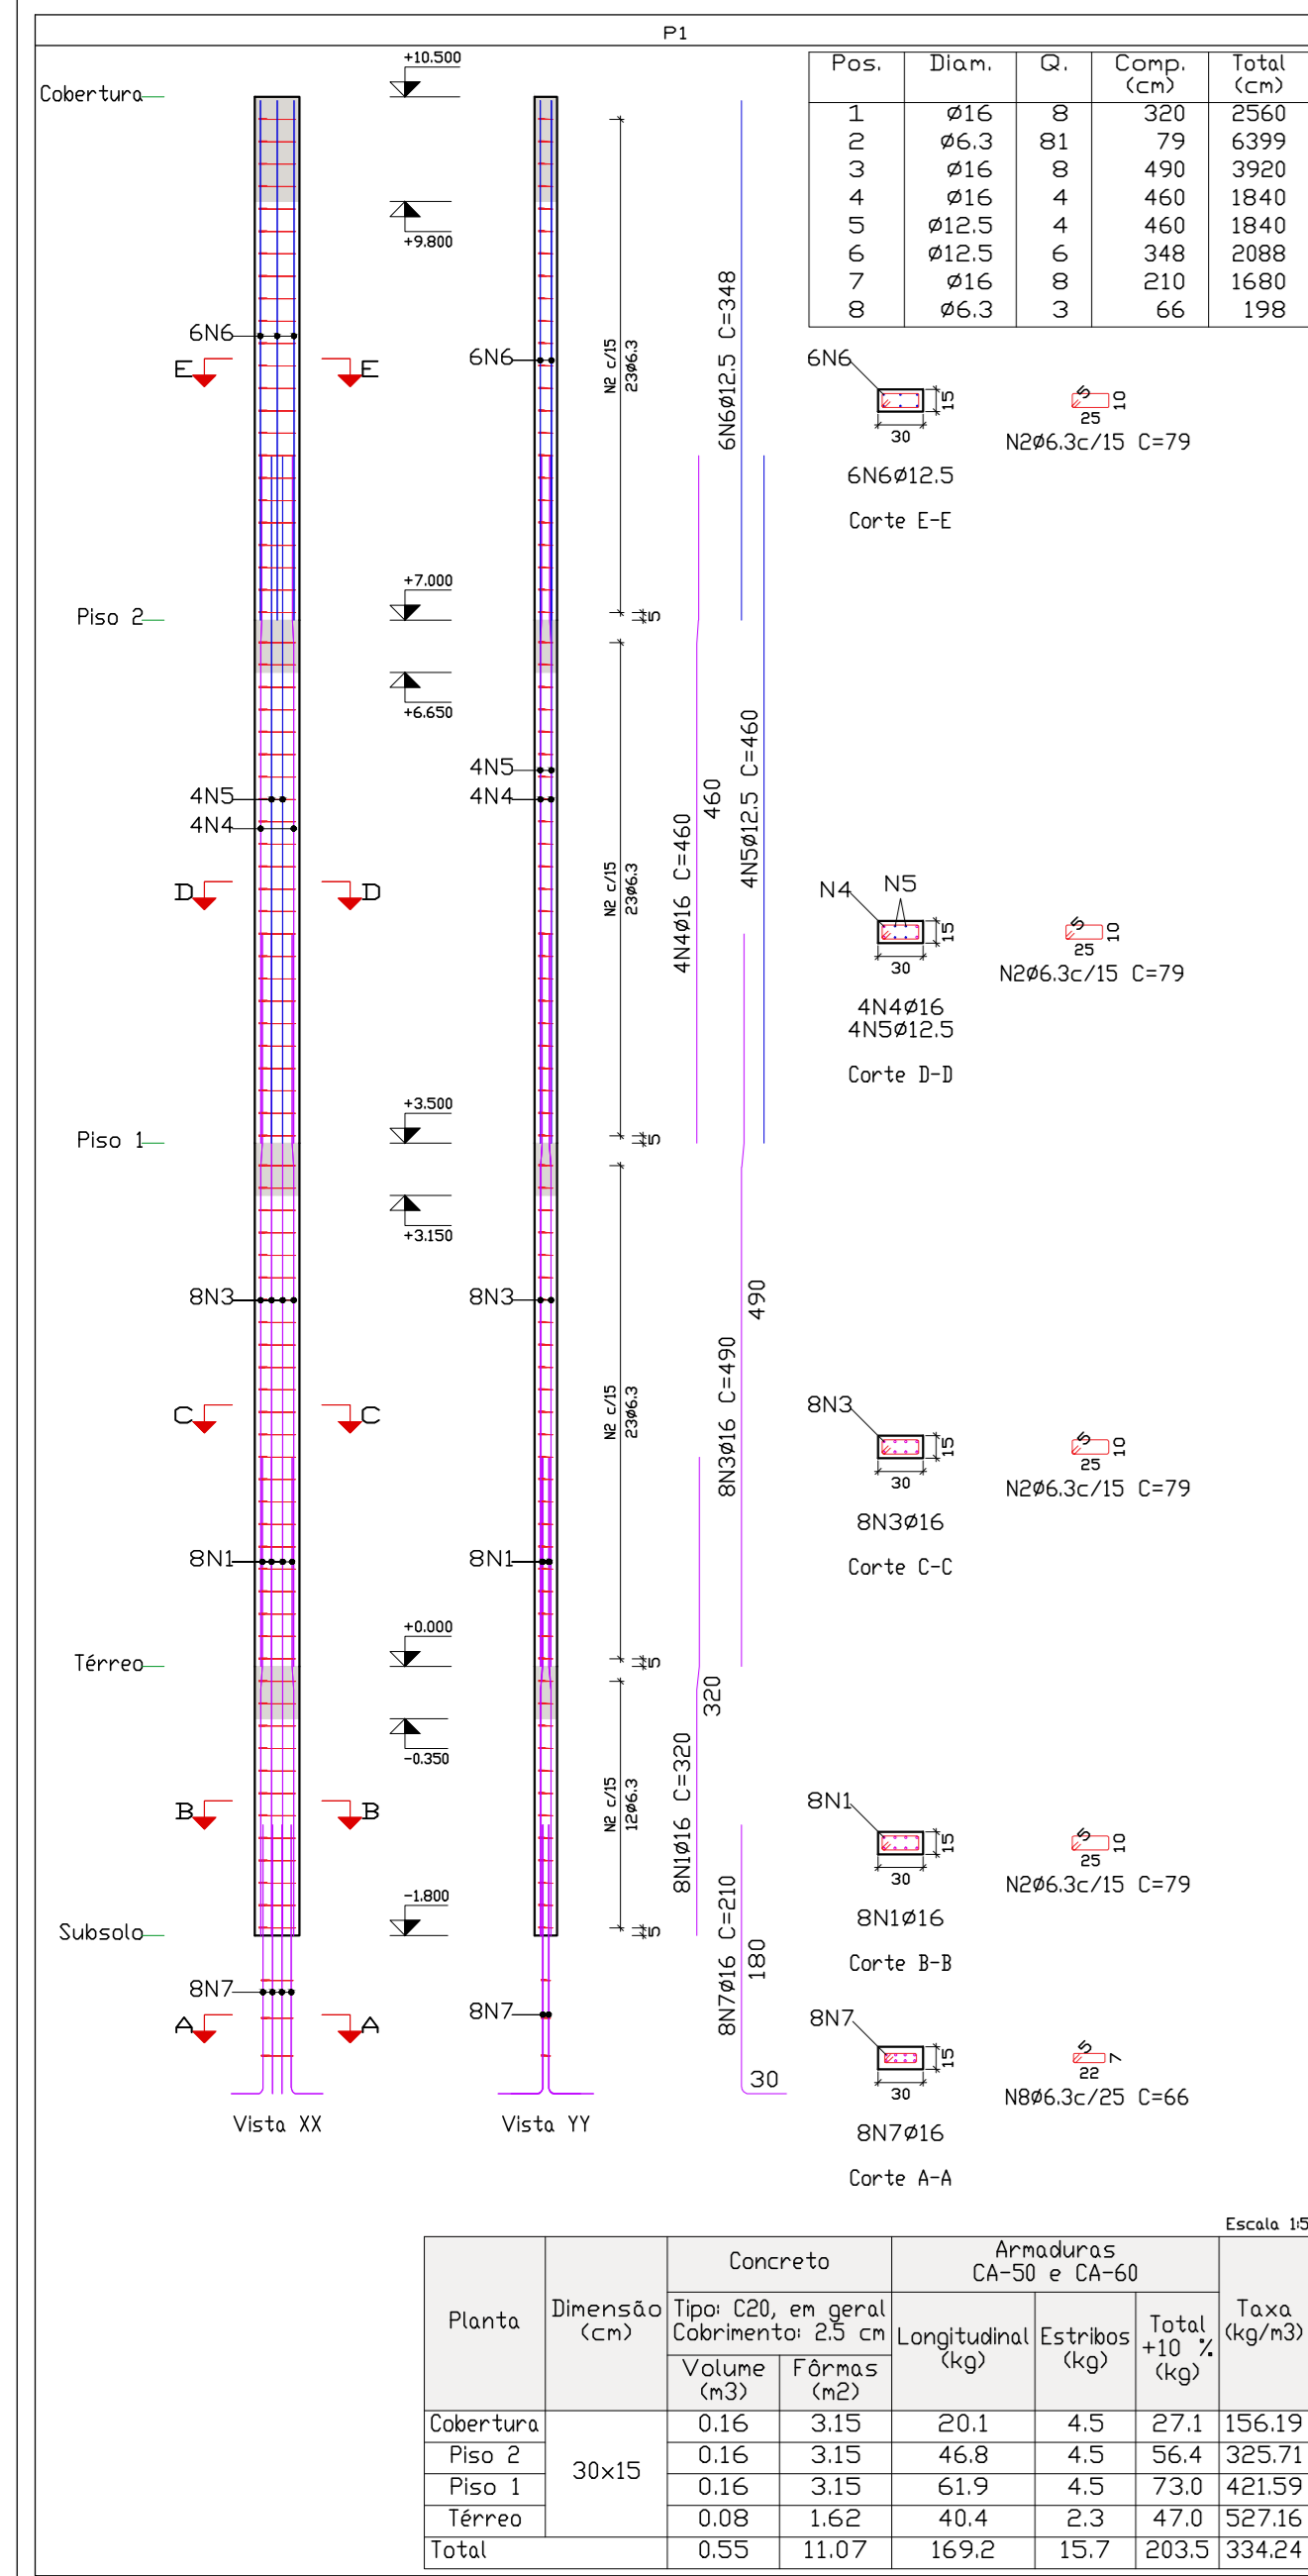 P1
Pos. Diam. Q. Comp. (cm) Total (cm)
1 ø16 8 320 2560
2 ø6.3 81 79 6399
3 ø16 8 490 3920
4 ø16 4 460 1840
5 ø12.5 4 460 1840
6 ø12.5 6 348 2088
7 ø16 8 210 1680
8 ø6.3 3 66 198
Cobertura
+10.500
+9.800
6N6
6N6
E E
N2 c/15
23ø6.3
6N6ø12.5 C=348
6N6
15
30
6N6ø12.5
Corte E-E
5
10
25
N2ø6.3c/15 C=79
+7.000
Piso 2
5
+6.650
4N5
4N4
4N5
4N4
D D
N2 c/15
23ø6.3
4N4ø16 C=460
460
4N5ø12.5 C=460
N4 N5
15
30
4N4ø16
4N5ø12.5
Corte D-D
5
10
25
N2ø6.3c/15 C=79
+3.500
Piso 1
5
+3.150
8N3
8N3
C C
N2 c/15
23ø6.3
8N3ø16 C=490
490
8N3
15
30
8N3ø16
Corte C-C
5
10
25
N2ø6.3c/15 C=79
8N1
8N1
+0.000
Térreo
5
-0.350
B B
N2 c/15
12ø6.3
8N1ø16 C=320
320
8N1
15
30
8N1ø16
Corte B-B
5
10
25
N2ø6.3c/15 C=79
-1.800
Subsolo
5
8N7
8N7
A A
8N7ø16 C=210
180
30
8N7
15
30
8N7ø16
Corte A-A
5
7
22
N8ø6.3c/25 C=66
Vista XX
Vista YY
Escala 1:5
Planta
Dimensão
(cm)
Concreto
Tipo: C20, em geral
Cobrimento: 2.5 cm
Volume
(m3)
Fôrmas
(m2)
Armaduras
CA-50 e CA-60
Longitudinal
(kg)
Estribos
(kg)
Total
+10 %
(kg)
Taxa
(kg/m3)
Cobertura 0.16 3.15 20.1 4.5 27.1 156.19
Piso 2 0.16 3.15 46.8 4.5 56.4 325.71
30x15
Piso 1 0.16 3.15 61.9 4.5 73.0 421.59
Térreo 0.08 1.62 40.4 2.3 47.0 527.16
Total 0.55 11.07 169.2 15.7 203.5 334.24